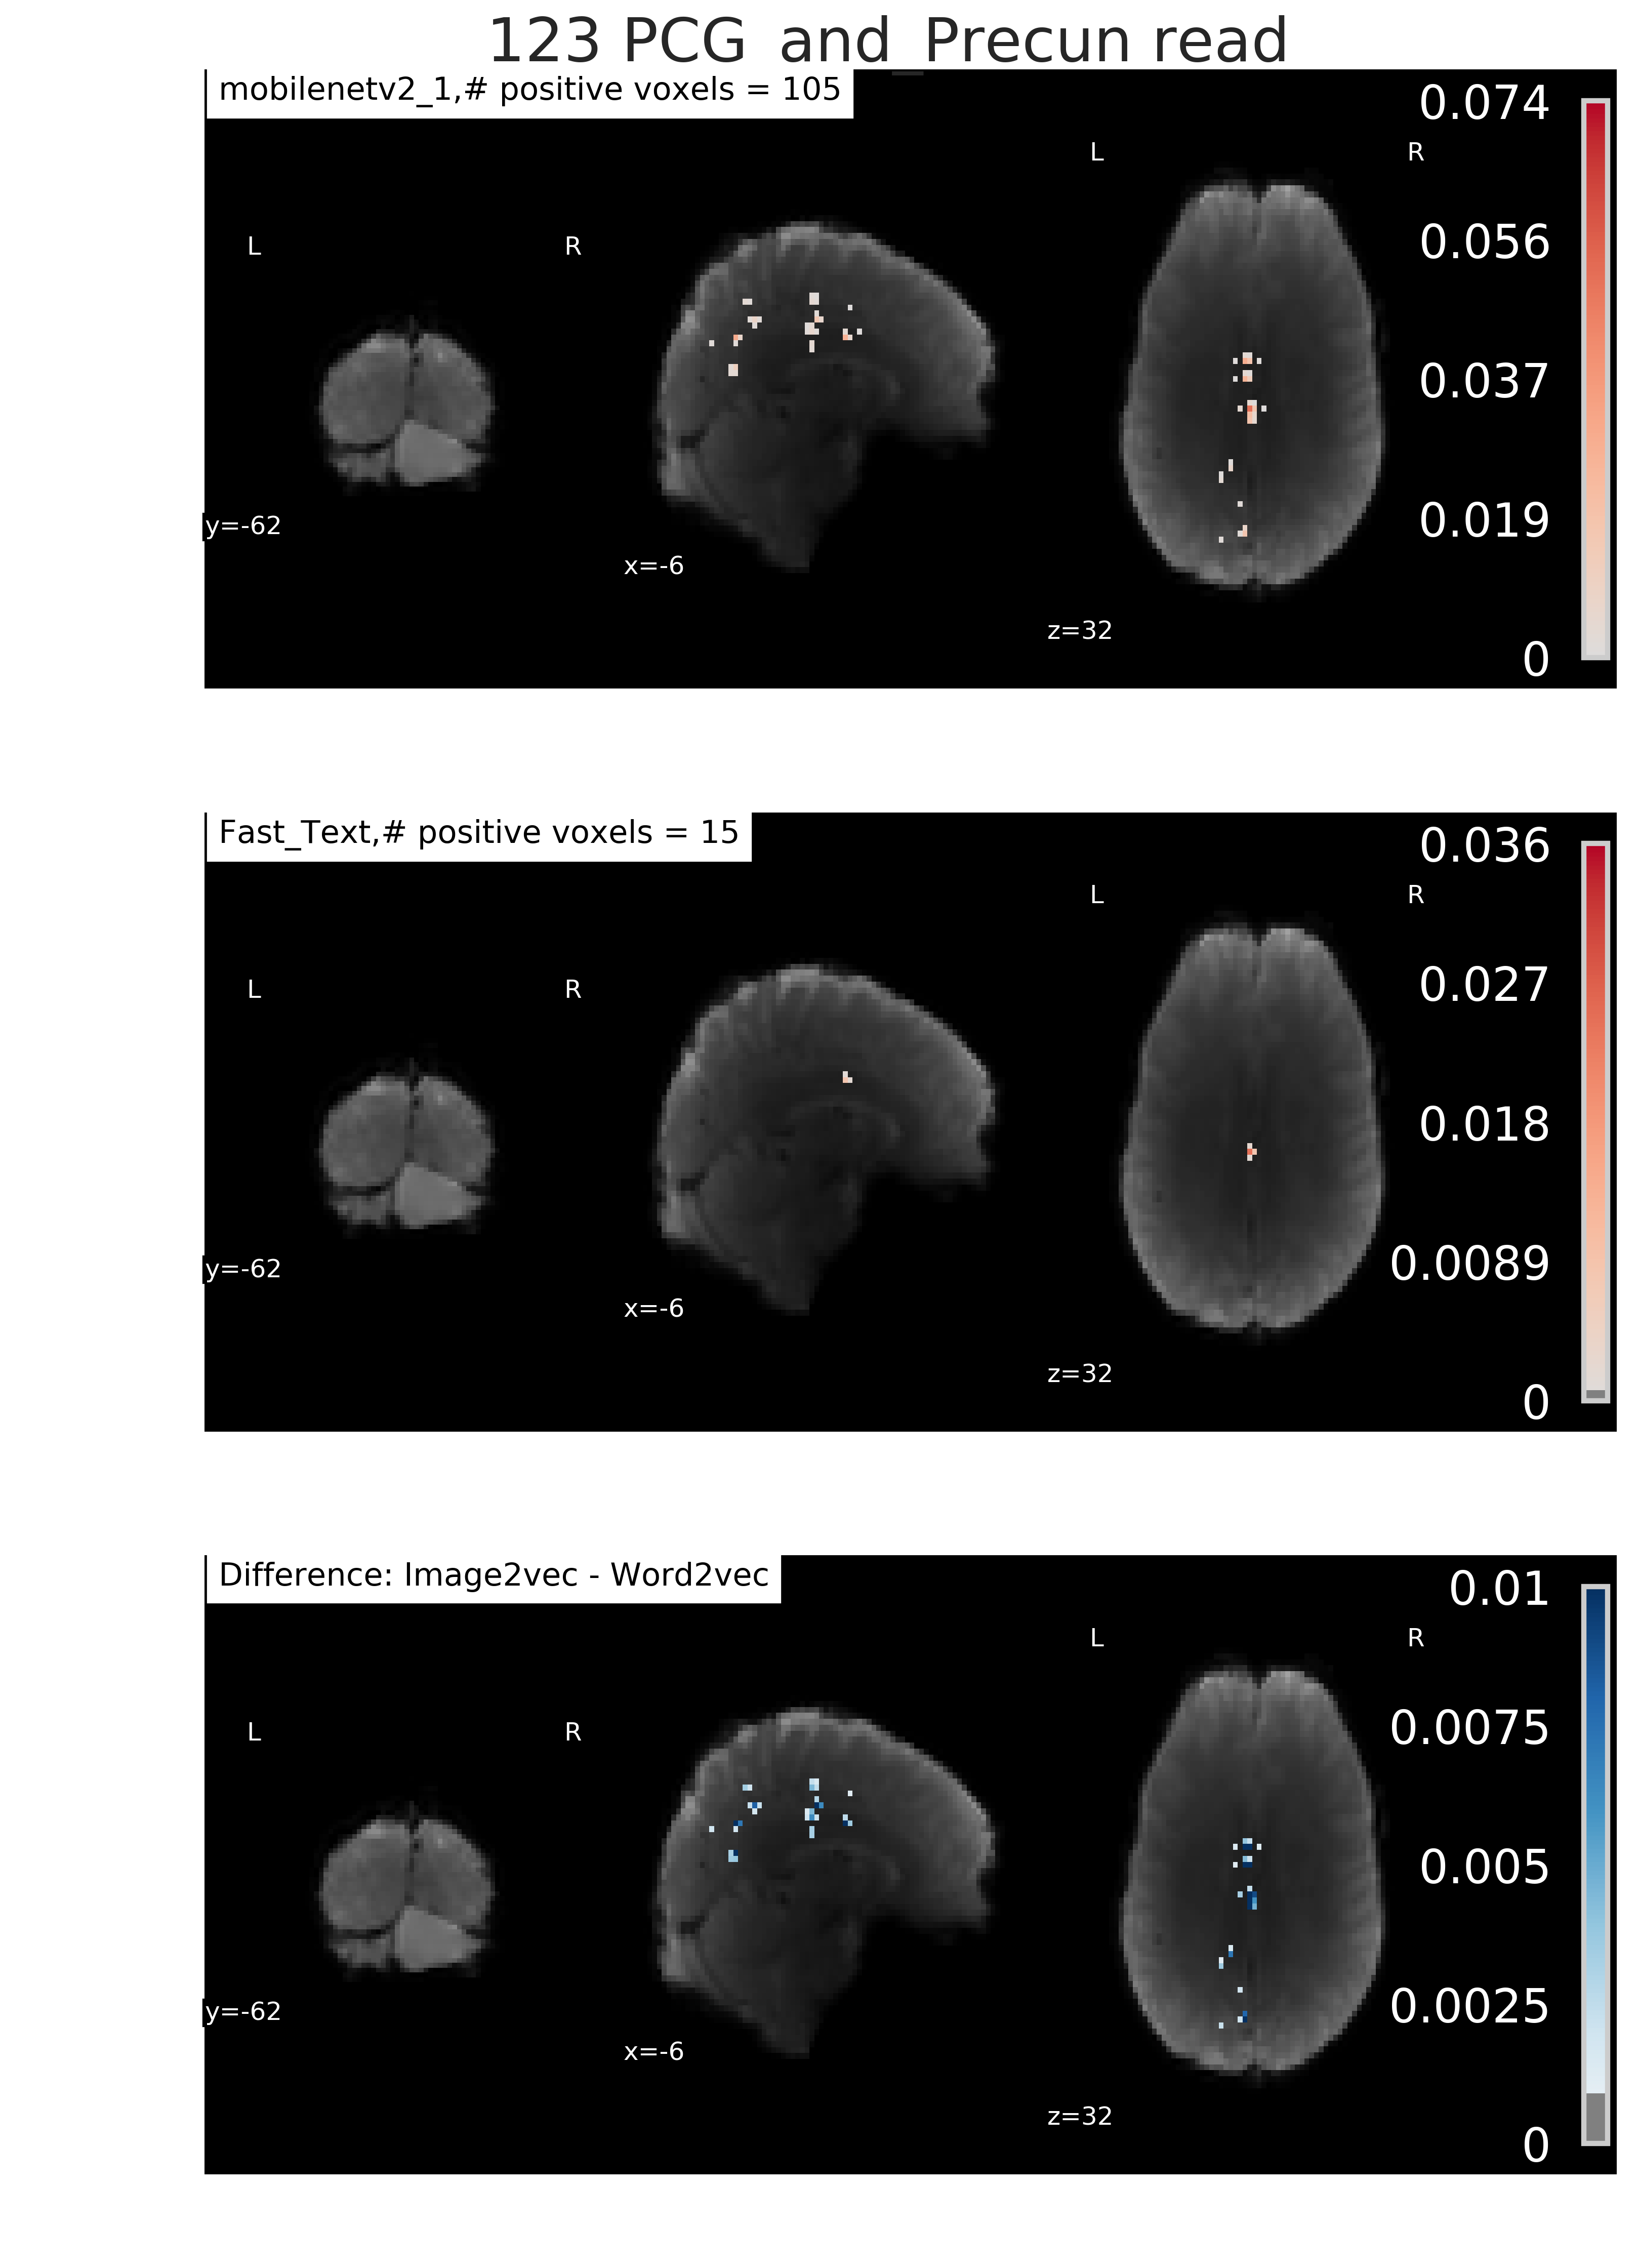 123 PCG_and_Precun read
mobilenetv2_1,# positive voxels = 105
0.074
L R
0.056
L R
0.037
0.019
y=-62
x=-6
z=32
0
Fast_Text,# positive voxels = 15
0.036
L R
0.027
L R
0.018
0.0089
y=-62
x=-6
z=32
0
Difference: Image2vec - Word2vec
0.01
L R
0.0075
L R
0.005
0.0025
y=-62
x=-6
z=32
0